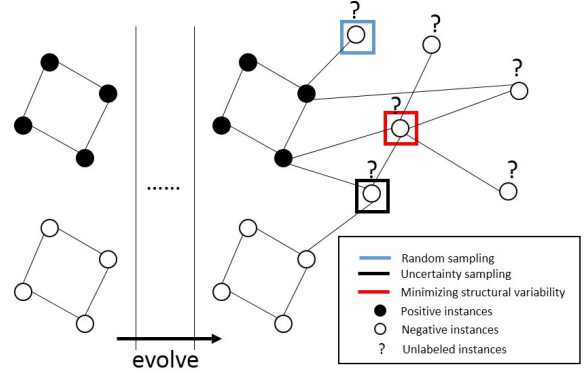 ?
?
?
?
?
?
......
evolve
Random sampling
Uncertainty sampling
Minimizing structural variability
Positive instances
Negative instances
? Unlabeled instances